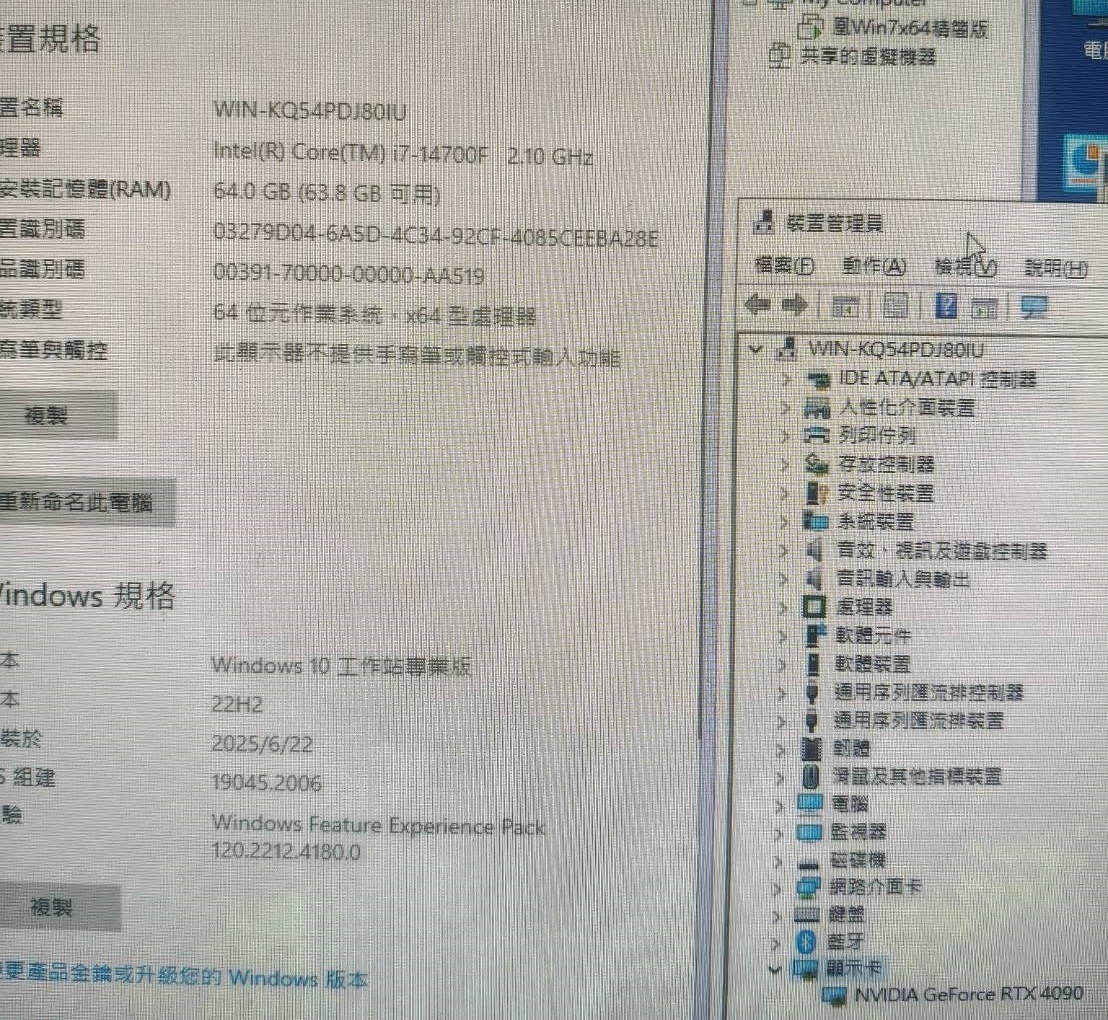 置規格
置名稱 WIN-KQ54PDJ80IU
理器 Intel(R) Core(TM) i7-14700F 2.10 GHz
安裝記憶體(RAM) 64.0 GB (63.8 GB 可用)
置識別碼 03279D04-6A5D-4C34-92CF-4085CEEBA28E
品識別碼 00391-70000-00000-AA519
統類型 64 位元作業系統，x64 型處理器
寫筆與觸控 此顯示器不提供手寫筆或觸控式輸入功能
複製
重新命名此電腦
Windows 規格
本 Windows 10 工作站專業版
本 22H2
裝於 2025/6/22
S 組建 19045.2006
驗 Windows Feature Experience Pack
120.2212.4180.0
複製
更產品金鑰或升級您的 Windows 版本
My Computer
Win7x64精簡版
共享的虛擬機器
電
裝置管理員
檔案(F) 動作(A) 檢視(V) 說明(H)
WIN-KQ54PDJ80IU
IDE ATA/ATAPI 控制器
人性化介面裝置
列印佇列
存放控制器
安全性裝置
系統裝置
音效、視訊及遊戲控制器
音訊輸入與輸出
處理器
軟體元件
軟體裝置
通用序列匯流排控制器
通用序列匯流排裝置
韌體
滑鼠及其他指標裝置
電腦
監視器
磁碟機
網路介面卡
鍵盤
藍牙
顯示卡
NVIDIA GeForce RTX 4090